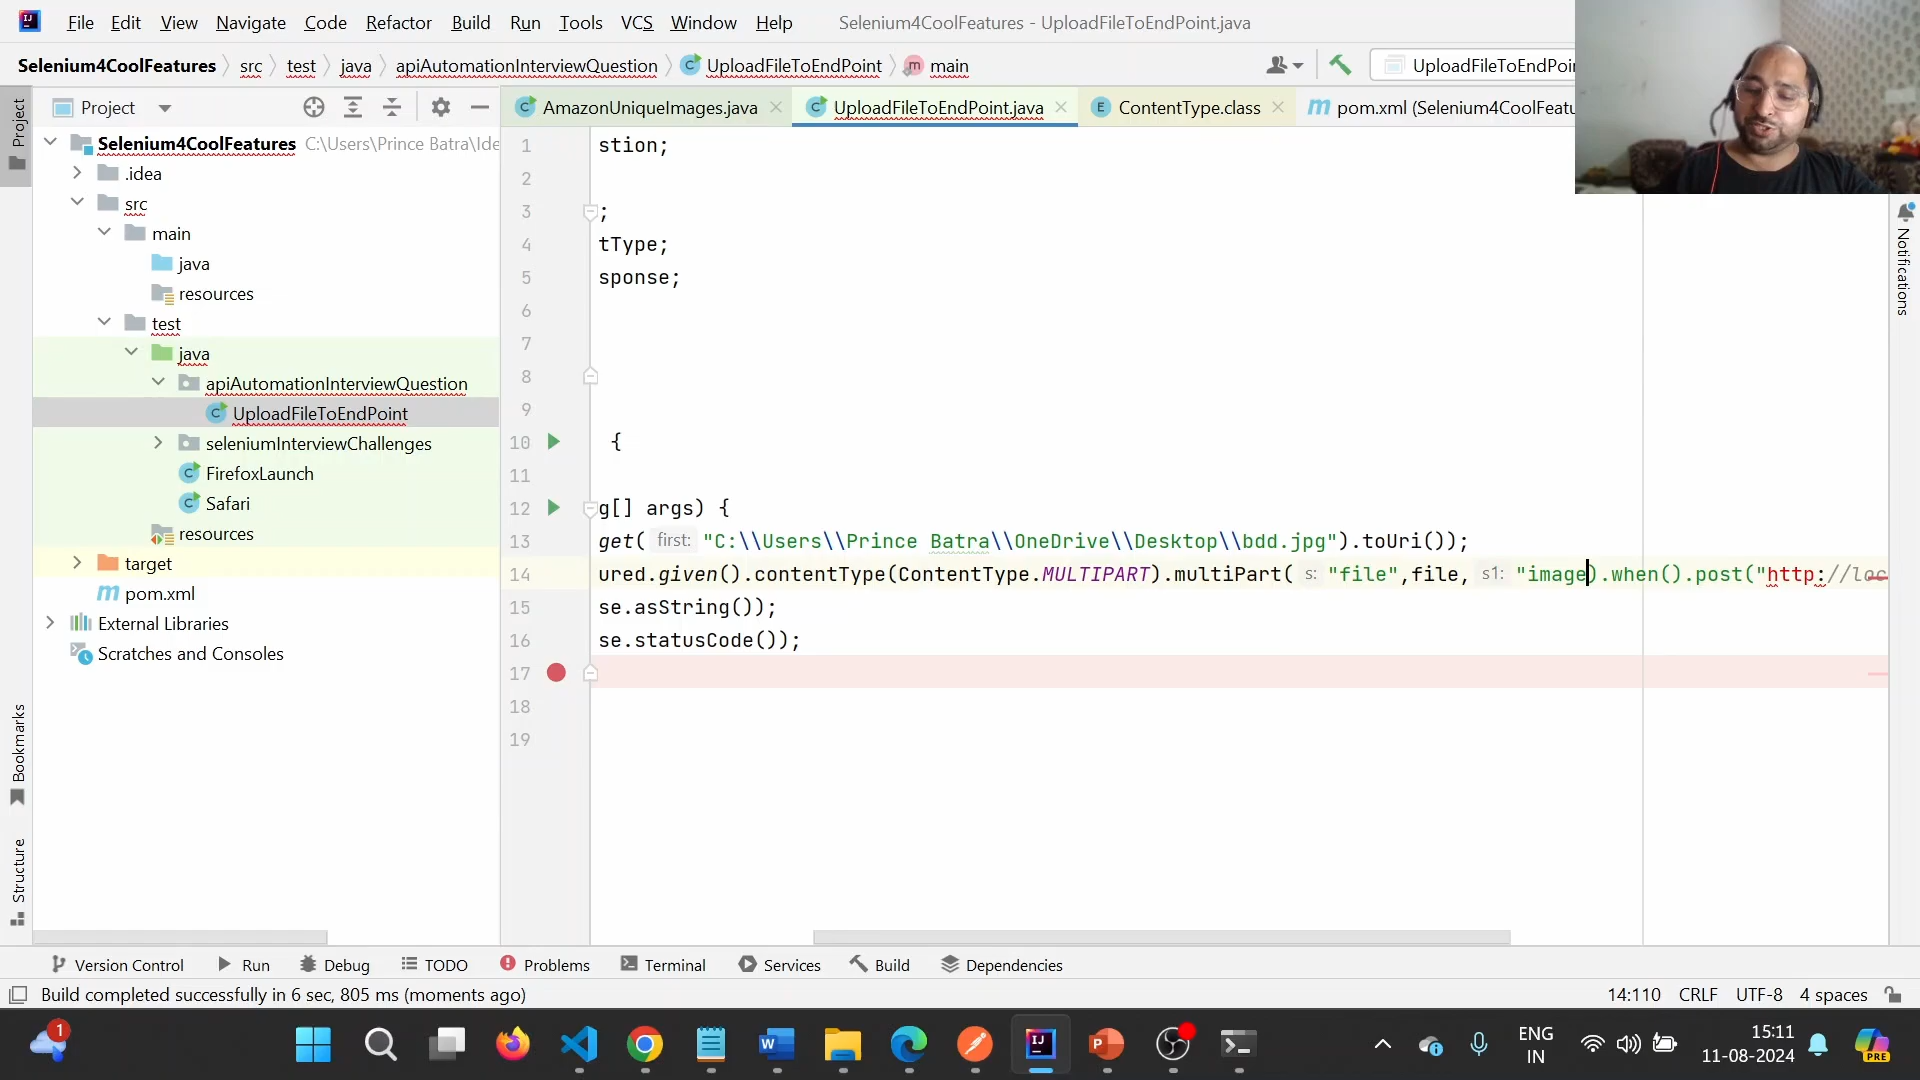 File Edit View Navigate Code Refactor Build Run Tools VCS Window Help Selenium4CoolFeatures - UploadFileToEndPoint.java
Selenium4CoolFeatures src test java apiAutomationInterviewQuestion UploadFileToEndPoint main UploadFileToEndPoin
Project
AmazonUniqueImages.java UploadFileToEndPoint.java ContentType.class pom.xml (Selenium4CoolFeatu
Project
Selenium4CoolFeatures C:\Users\Prince Batra\Ide
.idea
src
main
java
resources
test
java
apiAutomationInterviewQuestion
UploadFileToEndPoint
seleniumInterviewChallenges
FirefoxLaunch
Safari
resources
target
pom.xml
External Libraries
Scratches and Consoles
Bookmarks
Structure
1 stion;
2
3 ;
4 tType;
5 sponse;
6
7
8
9
10 {
11
12 g[] args) {
13 get( first: "C:\\Users\\Prince Batra\\OneDrive\\Desktop\\bdd.jpg").toUri());
14 ured.given().contentType(ContentType.MULTIPART).multiPart( s: "file",file, s1: "image).when().post("http://loc
15 se.asString());
16 se.statusCode());
17
18
19
Notifications
Version Control Run Debug TODO Problems Terminal Services Build Dependencies
Build completed successfully in 6 sec, 805 ms (moments ago) 14:110 CRLF UTF-8 4 spaces
1
ENG
IN
15:11
11-08-2024
PRE